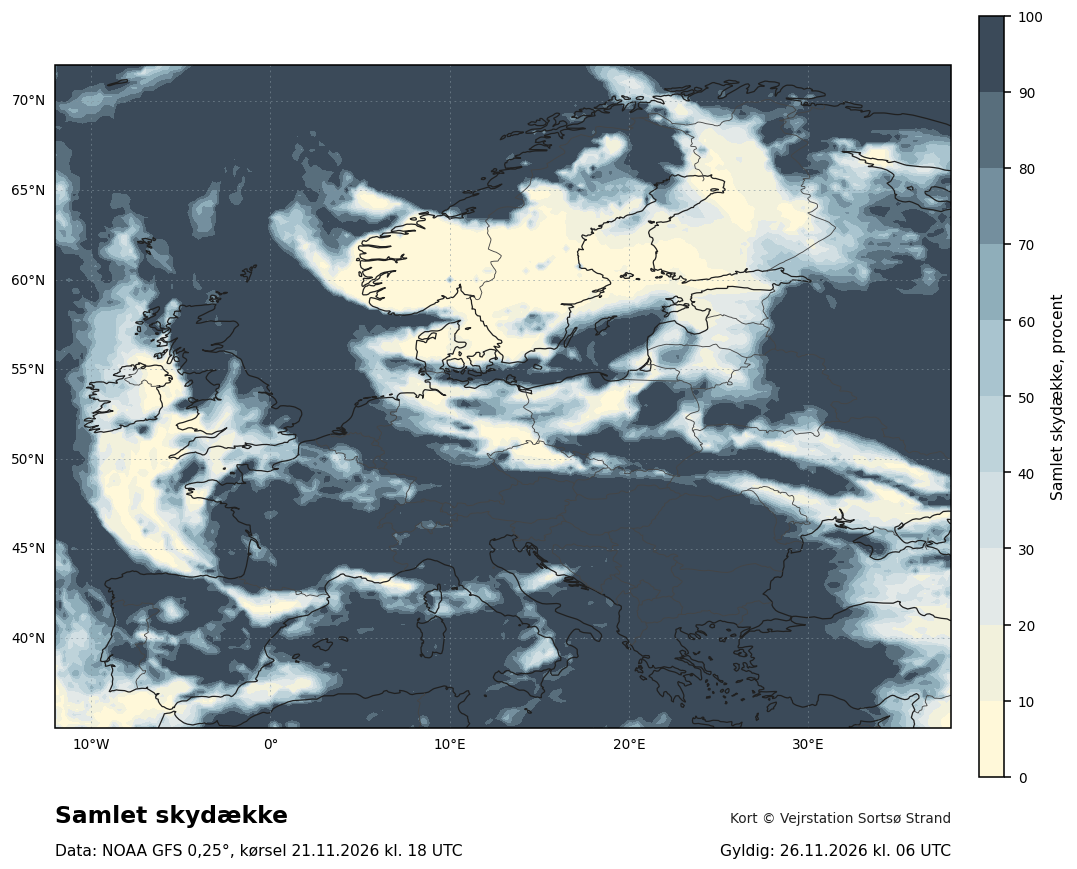 70°N
65°N
60°N
55°N
50°N
45°N
40°N
10°W
0°
10°E
20°E
30°E
100
90
80
70
60
50
40
30
20
10
0
Samlet skydække, procent
Samlet skydække
Kort © Vejrstation Sortsø Strand
Data: NOAA GFS 0,25°, kørsel 21.11.2026 kl. 18 UTC
Gyldig: 26.11.2026 kl. 06 UTC